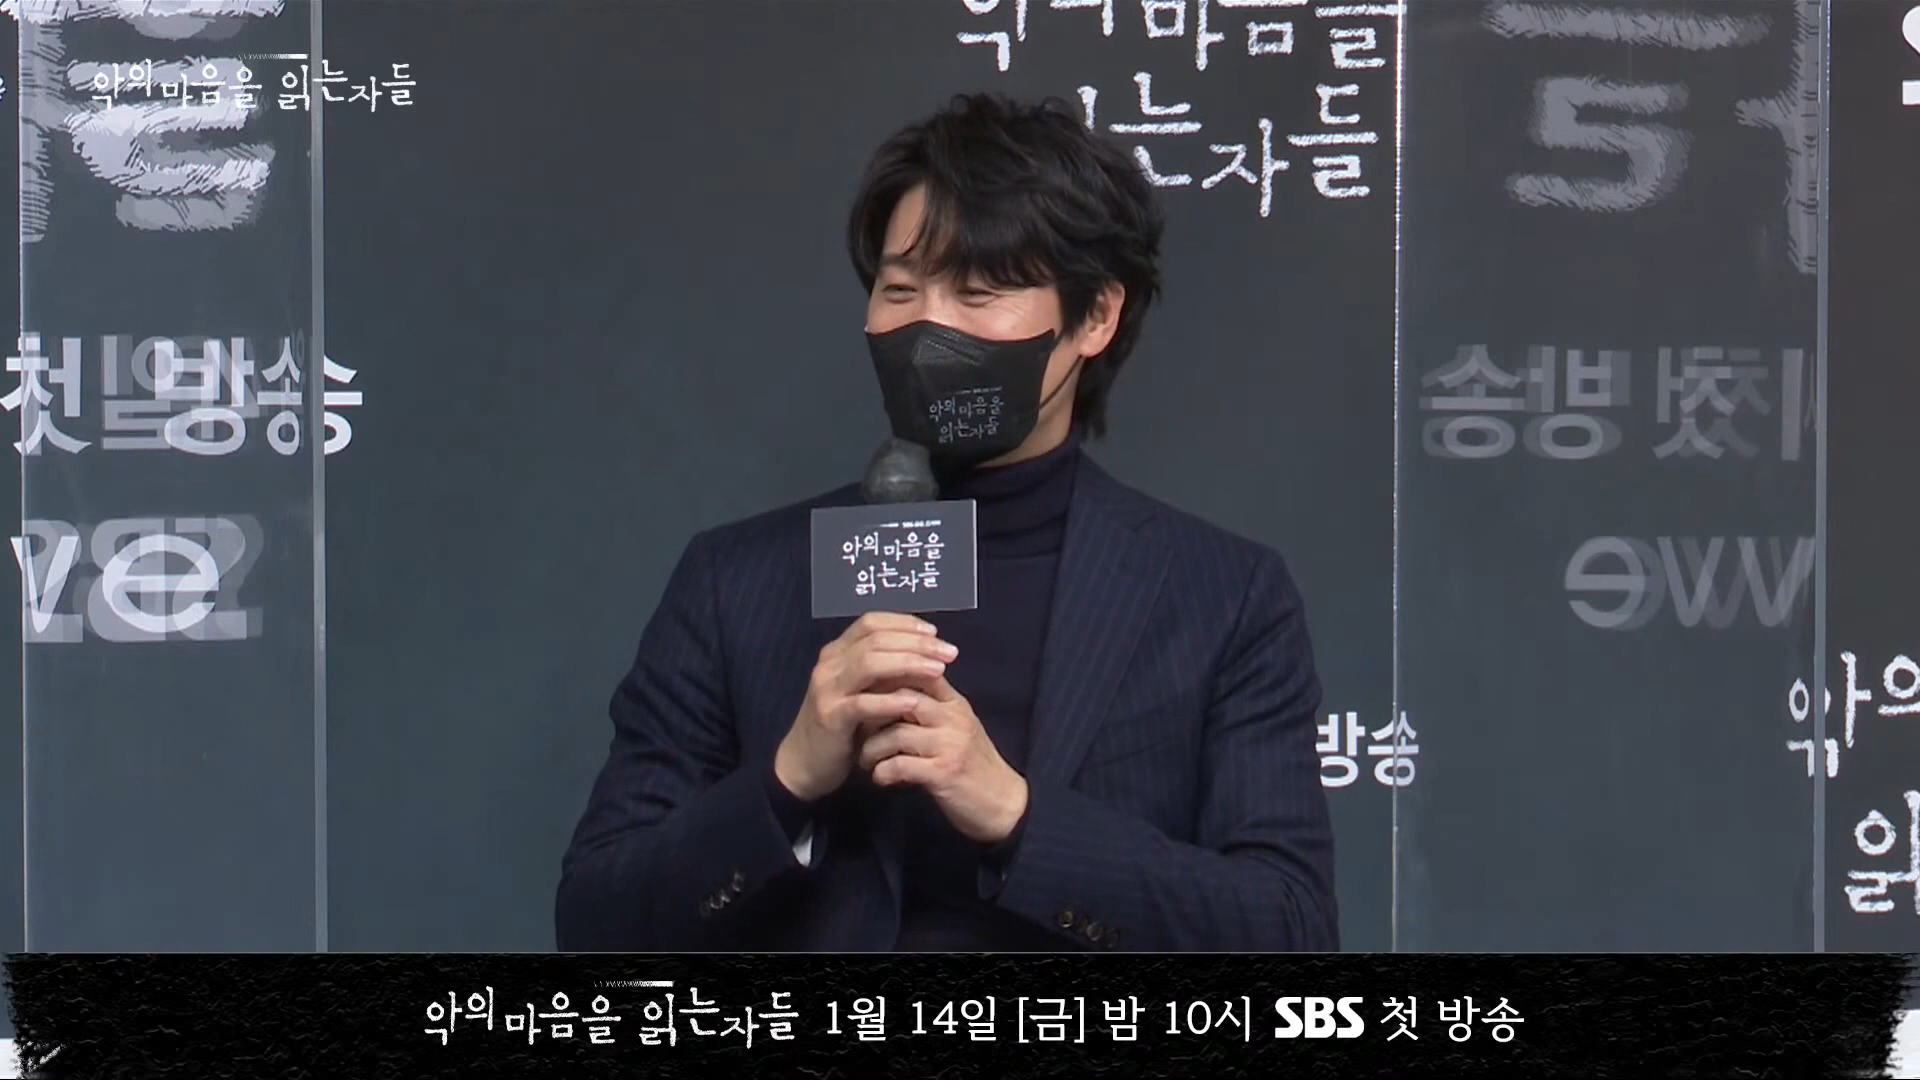 악의 마음을 읽는 자들
악의 마음을
는 자들
첫 방송
방송
악의 마음을
읽는 자들
악의 마음을
읽는 자들
방송
악의
읽
악의 마음을 읽는 자들 1월 14일 [금] 밤 10시 SBS 첫 방송